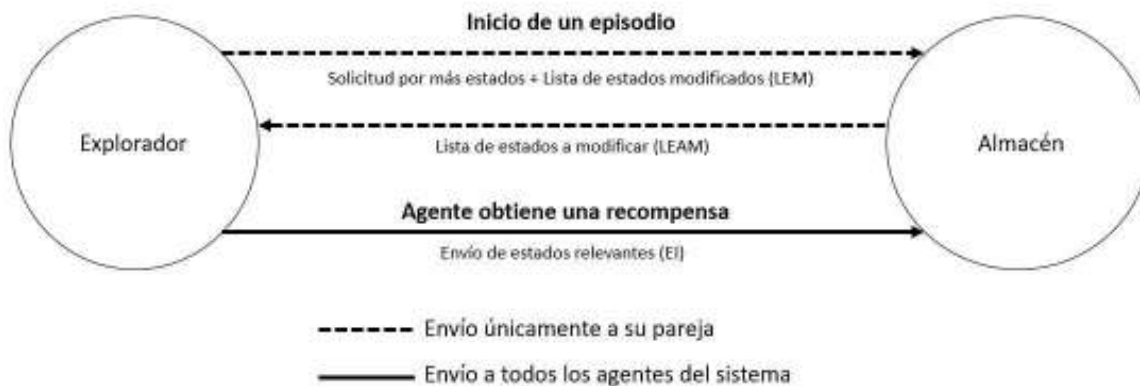 Inicio de un episodio
Solicitud por más estados + Lista de estados modificados (LEM)
Explorador
Almacén
Lista de estados a modificar (LEAM)
Agente obtiene una recompensa
Envío de estados relevantes (EI)
Envío únicamente a su pareja
Envío a todos los agentes del sistema